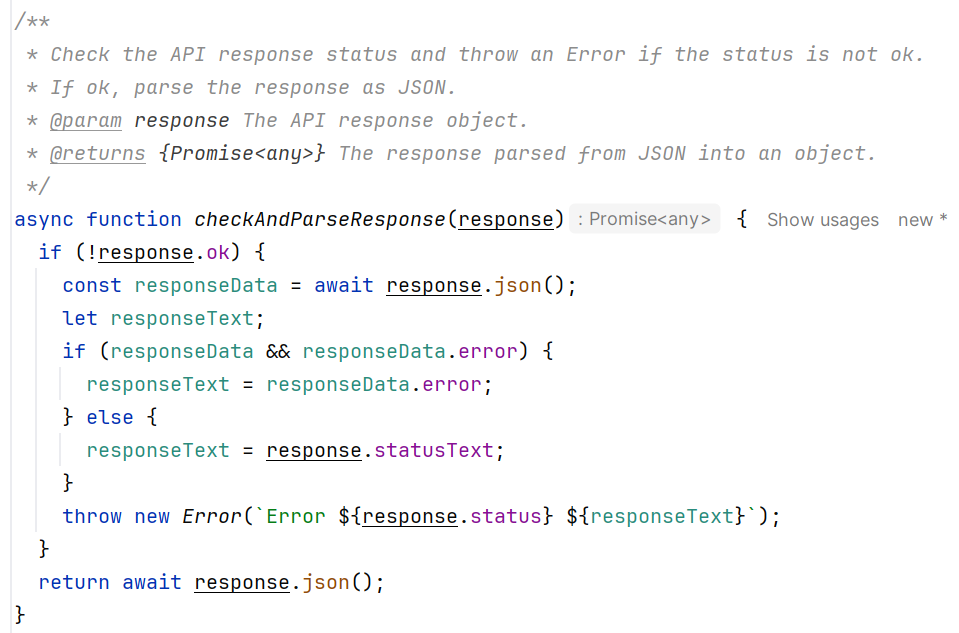 /**
 * Check the API response status and throw an Error if the status is not ok.
 * If ok, parse the response as JSON.
 * @param response The API response object.
 * @returns {Promise<any>} The response parsed from JSON into an object.
 */
async function checkAndParseResponse(response) : Promise<any> { Show usages new *
  if (!response.ok) {
    const responseData = await response.json();
    let responseText;
    if (responseData && responseData.error) {
      responseText = responseData.error;
    } else {
      responseText = response.statusText;
    }
    throw new Error(`Error ${response.status} ${responseText}`);
  }
  return await response.json();
}